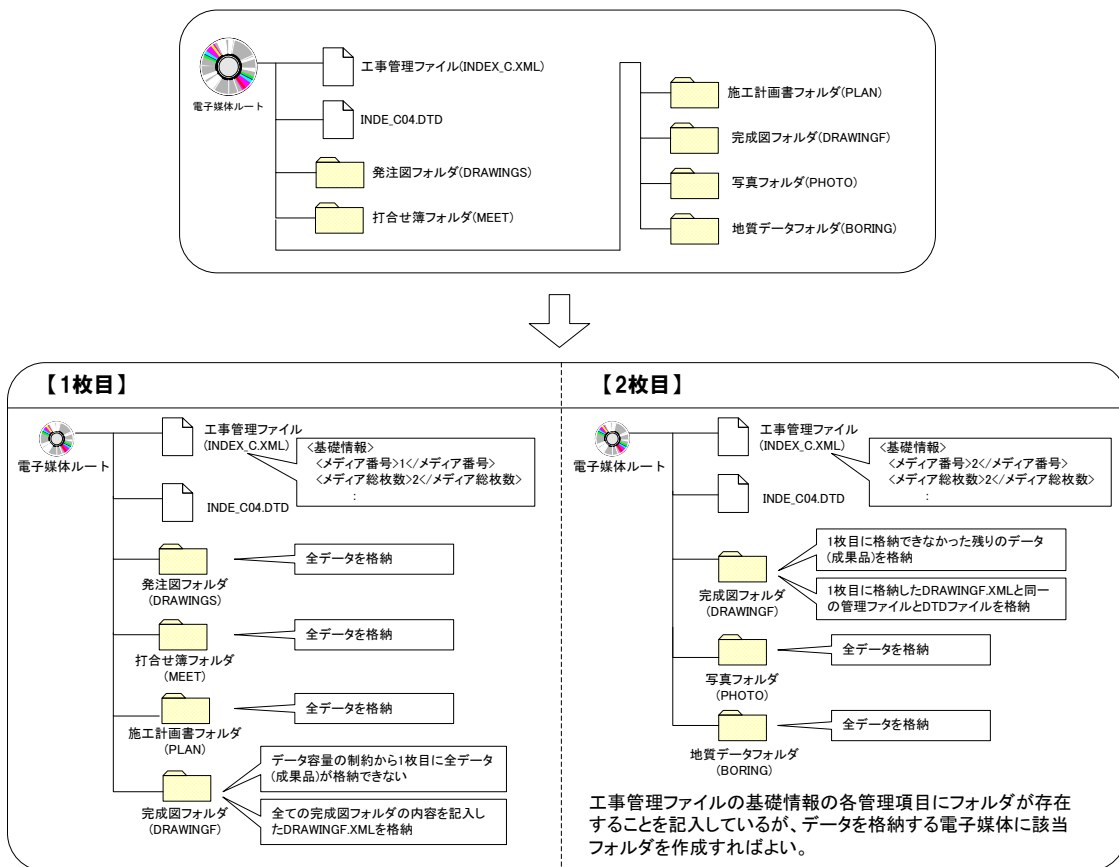 工事管理ファイル(INDEX_C.XML)
電子媒体ルート
INDE_C04.DTD
発注図フォルダ(DRAWINGS)
打合せ簿フォルダ(MEET)
施工計画書フォルダ(PLAN)
完成図フォルダ(DRAWINGF)
写真フォルダ(PHOTO)
地質データフォルダ(BORING)
【1枚目】
工事管理ファイル
(INDEX_C.XML)
電子媒体ルート
<基礎情報>
<メディア番号>1</メディア番号>
<メディア総枚数>2</メディア総枚数>
:
INDE_C04.DTD
発注図フォルダ
(DRAWINGS)
全データを格納
打合せ簿フォルダ
(MEET)
全データを格納
施工計画書フォルダ
(PLAN)
全データを格納
完成図フォルダ
(DRAWINGF)
データ容量の制約から1枚目に全データ
(成果品)が格納できない
全ての完成図フォルダの内容を記入し
たDRAWINGF.XMLを格納
【2枚目】
工事管理ファイル
(INDEX_C.XML)
電子媒体ルート
<基礎情報>
<メディア番号>2</メディア番号>
<メディア総枚数>2</メディア総枚数>
:
INDE_C04.DTD
完成図フォルダ
(DRAWINGF)
1枚目に格納できなかった残りのデータ
(成果品)を格納
1枚目に格納したDRAWINGF.XMLと同一
の管理ファイルとDTDファイルを格納
写真フォルダ
(PHOTO)
全データを格納
地質データフォルダ
(BORING)
全データを格納
工事管理ファイルの基礎情報の各管理項目にフォルダが存在
することを記入しているが、データを格納する電子媒体に該当
フォルダを作成すればよい。